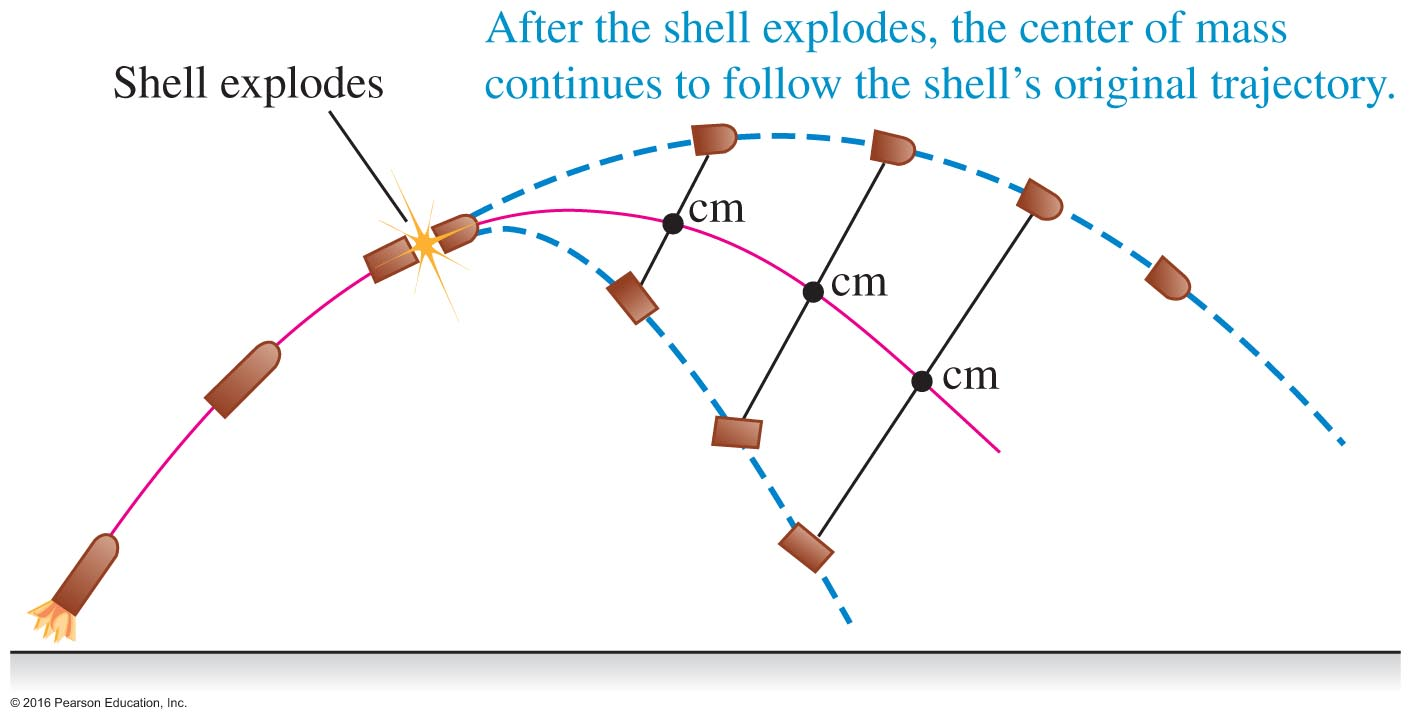 After the shell explodes, the center of mass
continues to follow the shell’s original trajectory.
Shell explodes
cm
cm
cm
© 2016 Pearson Education, Inc.